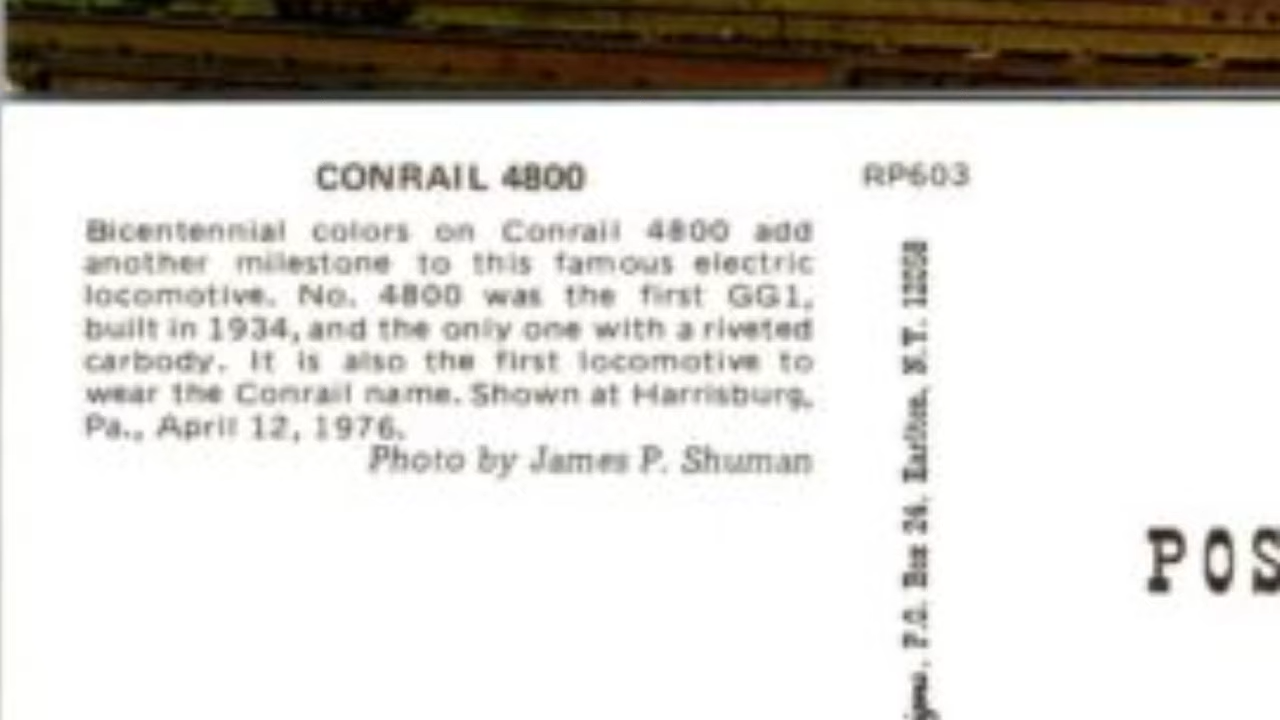 CONRAIL 4800
Bicentennial colors on Conrail 4800 add
another milestone to this famous electric
locomotive. No. 4800 was the first GG1,
built in 1934, and the only one with a riveted
carbody. It is also the first locomotive to
wear the Conrail name. Shown at Harrisburg,
Pa., April 12, 1976.
Photo by James P. Shuman
RP603
P.O. Box 24, Earlton, N.Y. 12058
POS